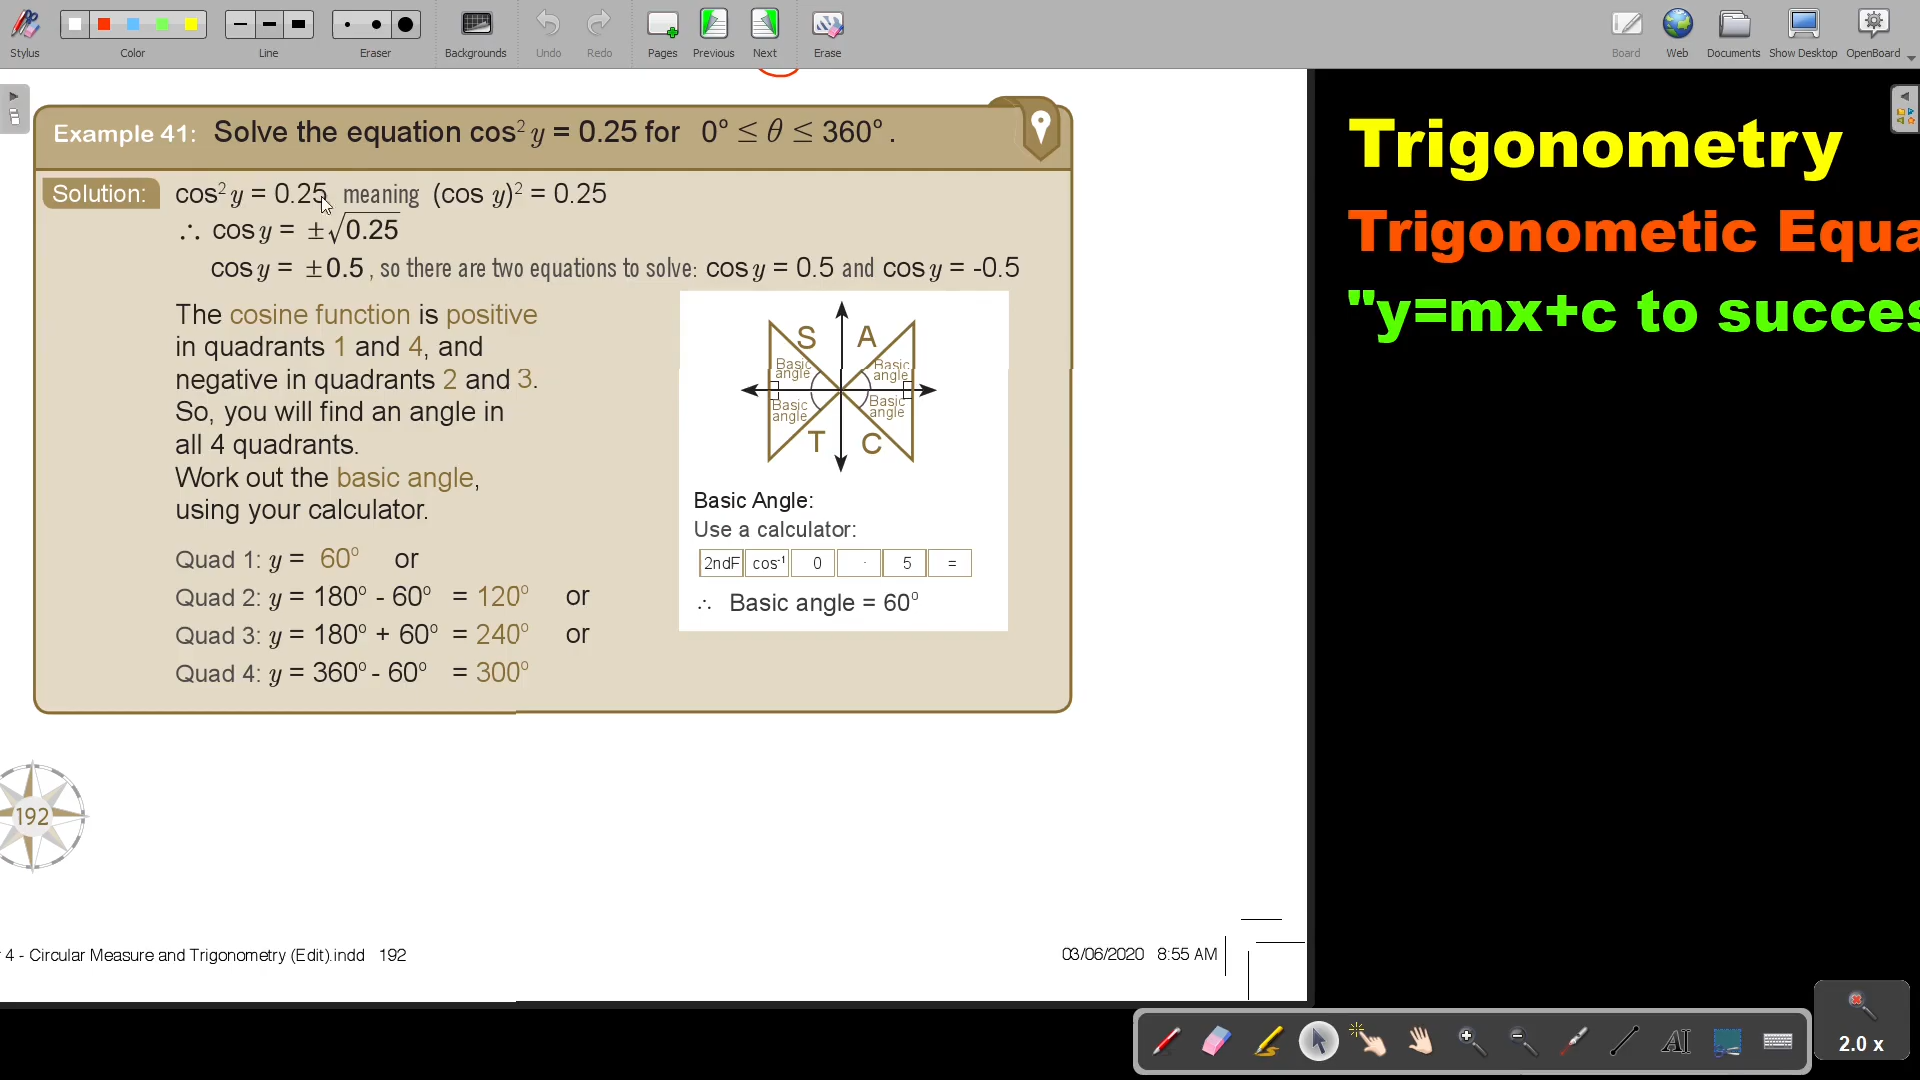 Stylus
Color
Line
Eraser
Backgrounds
Undo
Redo
Pages
Previous
Next
Erase
Board
Web
Documents
Show Desktop
OpenBoard
Example 41: Solve the equation cos² y = 0.25 for 0° ≤ θ ≤ 360°.
Solution: cos² y = 0.25 meaning (cos y)² = 0.25
∴ cos y = ±√0.25
cos y = ±0.5, so there are two equations to solve: cos y = 0.5 and cos y = -0.5
The cosine function is positive
in quadrants 1 and 4, and
negative in quadrants 2 and 3.
So, you will find an angle in
all 4 quadrants.
Work out the basic angle,
using your calculator.
Quad 1: y = 60° or
Quad 2: y = 180° - 60° = 120° or
Quad 3: y = 180° + 60° = 240° or
Quad 4: y = 360° - 60° = 300°
S A
Basic angle
Basic angle
Basic angle
Basic angle
T C
Basic Angle:
Use a calculator:
2ndF cos⁻¹ 0 · 5 =
∴ Basic angle = 60°
192
4 - Circular Measure and Trigonometry (Edit).indd 192
03/06/2020 8:55 AM
Trigonometry
Trigonometic Equa
"y=mx+c to succes
AI
2.0 x